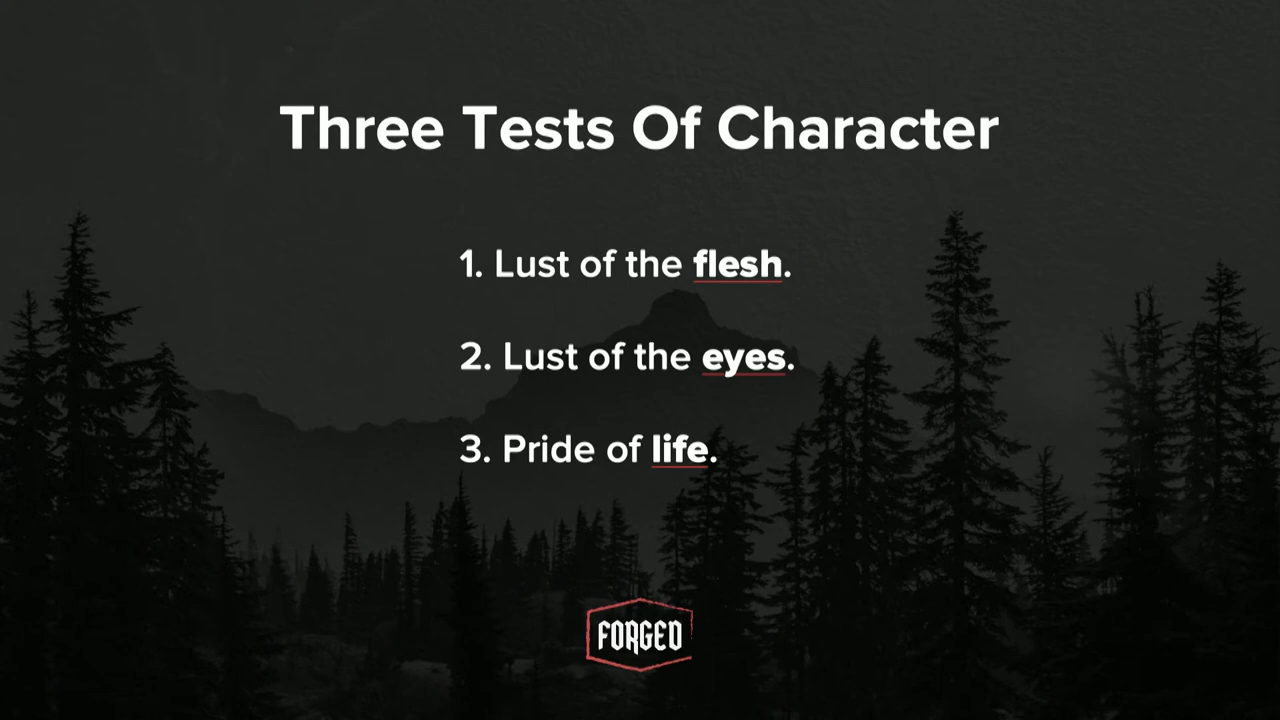 Three Tests Of Character
1. Lust of the flesh.
2. Lust of the eyes.
3. Pride of life.
FORGED